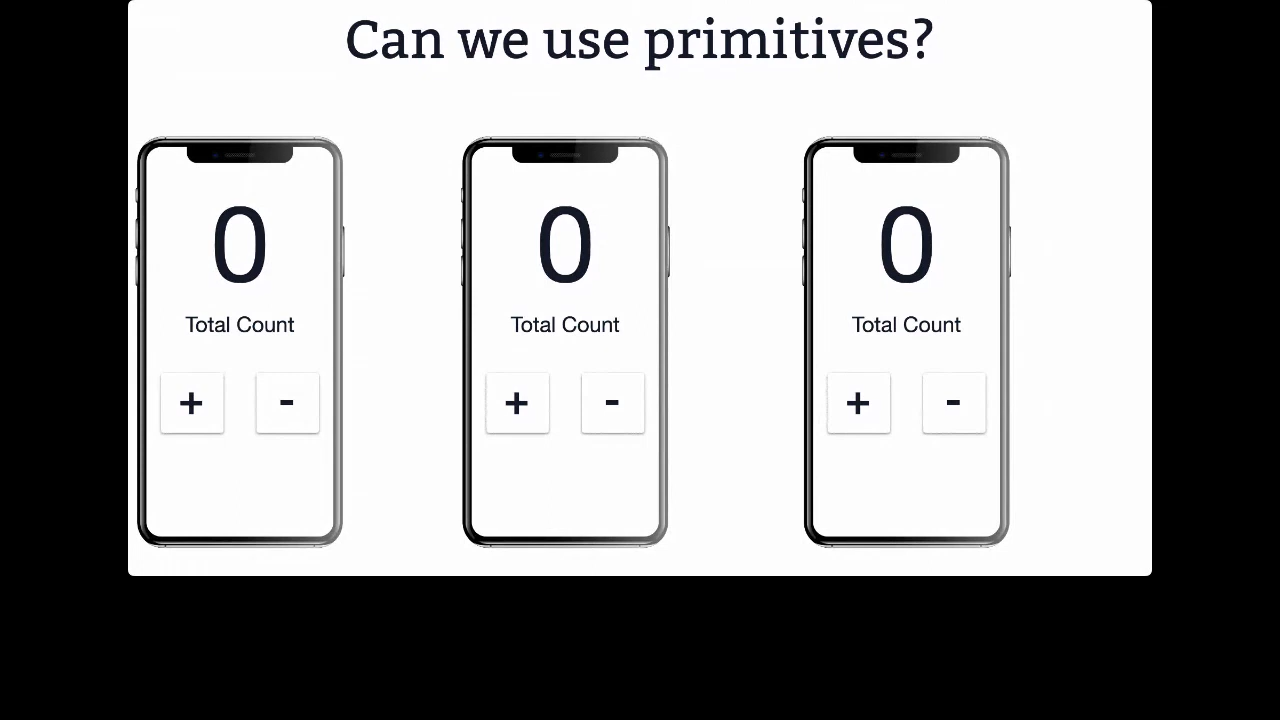 Can we use primitives?
0 0 0
Total Count Total Count Total Count
+ - + - + -